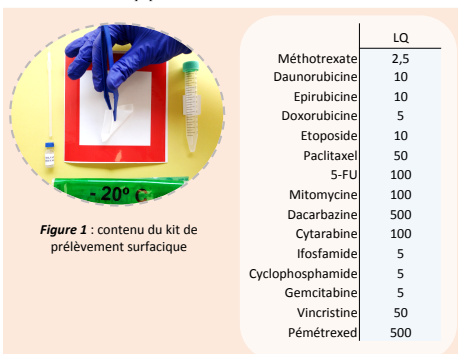 - 20° C
Figure 1 : contenu du kit de
prélèvement surfacique
LQ
Méthotrexate 2,5
Daunorubicine 10
Epirubicine 10
Doxorubicine 5
Etoposide 10
Paclitaxel 50
5-FU 100
Mitomycine 100
Dacarbazine 500
Cytarabine 100
Ifosfamide 5
Cyclophosphamide 5
Gemcitabine 5
Vincristine 50
Pémétrexed 500